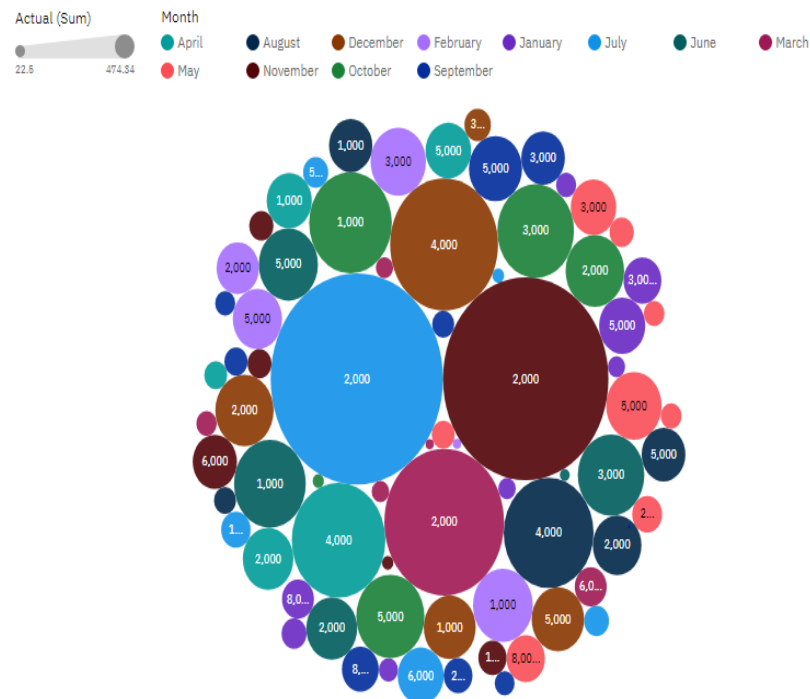 Actual (Sum)
22.5 474.34
Month
April August December February January July June March
May November October September
3...
1,000 3,000 5,000 5,000 3,000
5...
1,000 1,000 4,000 3,000 3,000
5,000 2,000
2,000 3,00...
5,000 5,000
2,000 2,000
2,000 5,000
6,000 5,000
1,000 3,000
2,000 2...
1... 4,000 4,000 2,000
2,000
8,0... 6,0...
2,000 5,000 1,000 1,000 5,000
8,... 6,000 2... 1... 8,00...